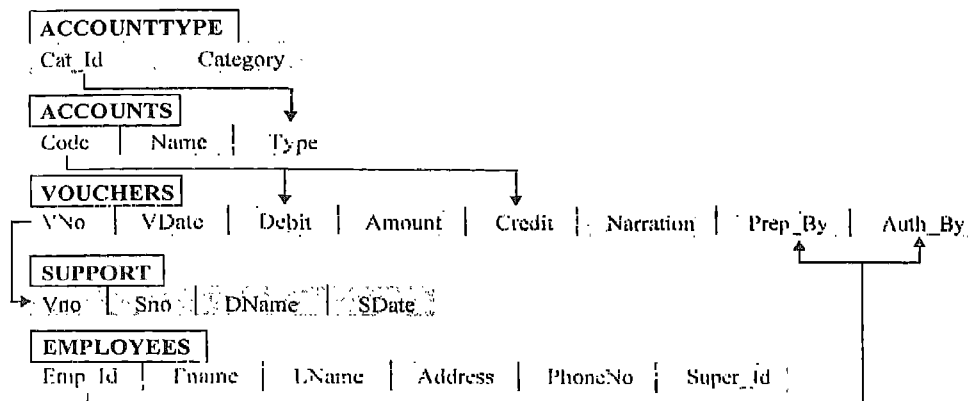 ACCOUNTTYPE
Cat_Id Category
ACCOUNTS
Code Name Type
VOUCHERS
VNo VDate Debit Amount Credit Narration Prep_By Auth_By
SUPPORT
Vno Sno DName SDate
EMPLOYEES
Emp_Id Fname LName Address PhoneNo Super_Id